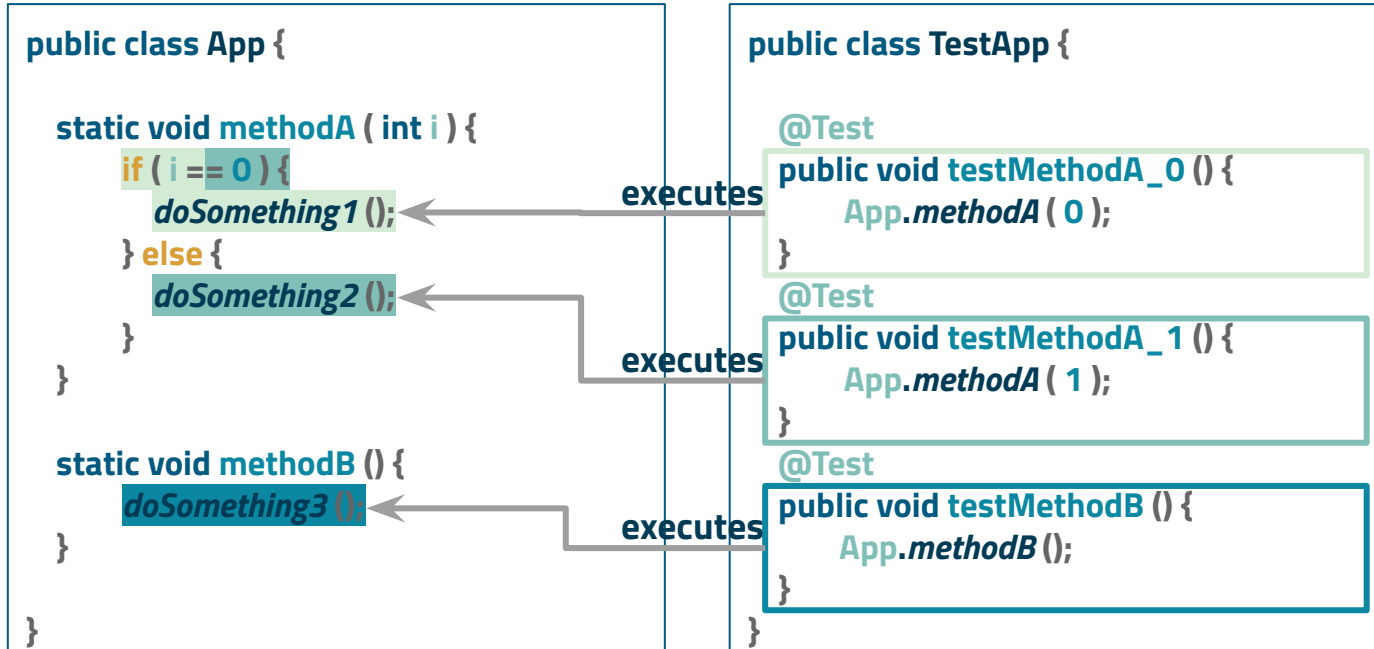 public class App {
static void methodA ( int i ) {
if ( i == 0 ) {
doSomething1 ();
} else {
doSomething2 ();
}
}
static void methodB () {
doSomething3 ();
}
}
executes
executes
executes
public class TestApp {
@Test
public void testMethodA_0 () {
App.methodA ( 0 );
}
@Test
public void testMethodA_1 () {
App.methodA ( 1 );
}
@Test
public void testMethodB () {
App.methodB ();
}
}